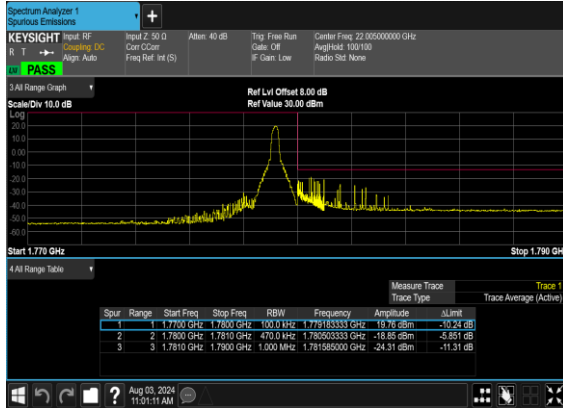 Spectrum Analyzer 1
Spurious Emissions
KEYSIGHT Input: RF Input Z: 50 Ω Atten: 40 dB Trig: Free Run Center Freq: 22.005000000 GHz
R T Coupling: DC Corr CCorr Gate: Off Avg|Hold: 100/100
Align: Auto Freq Ref: Int (S) IF Gain: Low Radio Std: None
PASS
3 All Range Graph
Ref Lvl Offset 8.00 dB
Scale/Div 10.0 dB Ref Value 30.00 dBm
Log
20.0
10.0
0.00
-10.0
-20.0
-30.0
-40.0
-50.0
-60.0
Start 1.770 GHz Stop 1.790 GH
4 All Range Table
Measure Trace Trace 1
Trace Type Trace Average (Active)
Spur Range Start Freq Stop Freq RBW Frequency Amplitude ΔLimit
1 1 1.7700 GHz 1.7800 GHz 100.0 kHz 1.779183333 GHz 19.76 dBm -10.24 dB
2 2 1.7800 GHz 1.7810 GHz 470.0 kHz 1.780503333 GHz -18.85 dBm -5.851 dB
3 3 1.7810 GHz 1.7900 GHz 1.000 MHz 1.781585000 GHz -24.31 dBm -11.31 dB
Aug 03, 2024
11:01:11 AM